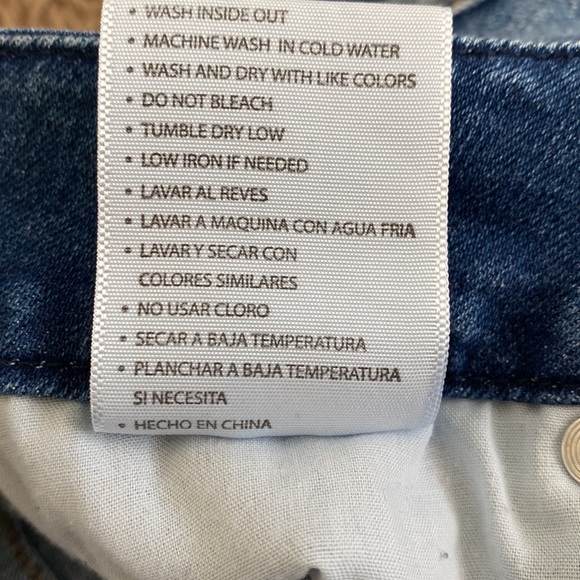 • WASH INSIDE OUT
• MACHINE WASH IN COLD WATER
• WASH AND DRY WITH LIKE COLORS
• DO NOT BLEACH
• TUMBLE DRY LOW
• LOW IRON IF NEEDED
• LAVAR AL REVES
• LAVAR A MAQUINA CON AGUA FRIA
• LAVAR Y SECAR CON
COLORES SIMILARES
• NO USAR CLORO
• SECAR A BAJA TEMPERATURA
• PLANCHAR A BAJA TEMPERATURA
SI NECESITA
• HECHO EN CHINA